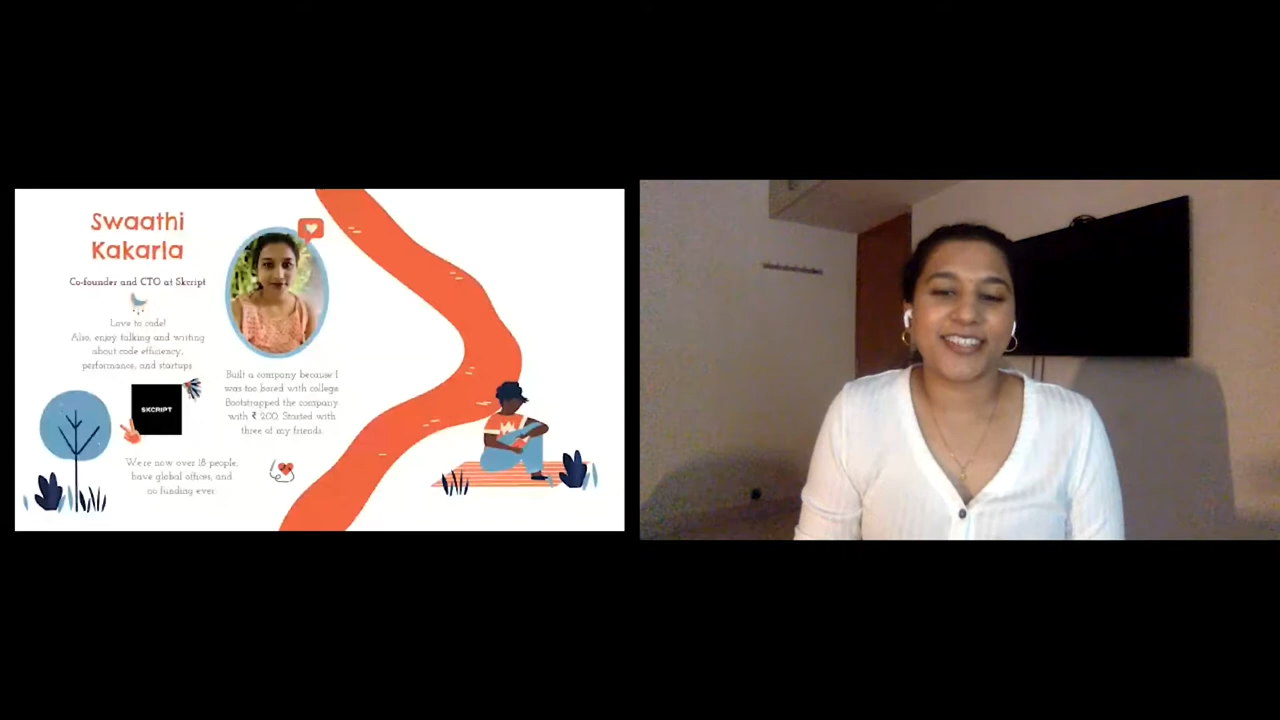 Swaathi
Kakarla
Co-founder and CTO at Skcript
Love to code!
Also, enjoy talking and writing
about code efficiency,
performance, and startups
SKCRIPT
Built a company because I
was too bored with college.
Bootstrapped the company
with ₹ 200. Started with
three of my friends.
We're now over 18 people,
have global offices, and
no funding ever.